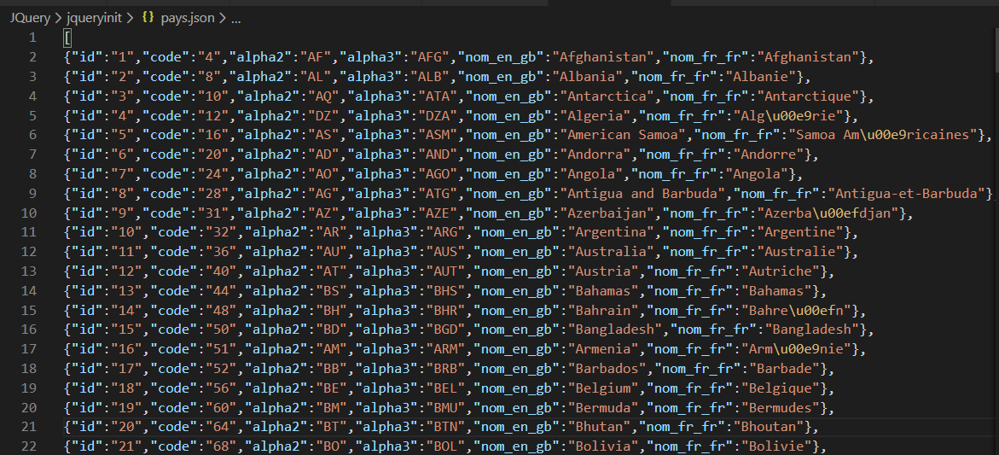 JQuery > jqueryinit > {} pays.json > ...
1 [
2 {"id":"1","code":"4","alpha2":"AF","alpha3":"AFG","nom_en_gb":"Afghanistan","nom_fr_fr":"Afghanistan"},
3 {"id":"2","code":"8","alpha2":"AL","alpha3":"ALB","nom_en_gb":"Albania","nom_fr_fr":"Albanie"},
4 {"id":"3","code":"10","alpha2":"AQ","alpha3":"ATA","nom_en_gb":"Antarctica","nom_fr_fr":"Antarctique"},
5 {"id":"4","code":"12","alpha2":"DZ","alpha3":"DZA","nom_en_gb":"Algeria","nom_fr_fr":"Alg\u00e9rie"},
6 {"id":"5","code":"16","alpha2":"AS","alpha3":"ASM","nom_en_gb":"American Samoa","nom_fr_fr":"Samoa Am\u00e9ricaines"},
7 {"id":"6","code":"20","alpha2":"AD","alpha3":"AND","nom_en_gb":"Andorra","nom_fr_fr":"Andorre"},
8 {"id":"7","code":"24","alpha2":"AO","alpha3":"AGO","nom_en_gb":"Angola","nom_fr_fr":"Angola"},
9 {"id":"8","code":"28","alpha2":"AG","alpha3":"ATG","nom_en_gb":"Antigua and Barbuda","nom_fr_fr":"Antigua-et-Barbuda"}
10 {"id":"9","code":"31","alpha2":"AZ","alpha3":"AZE","nom_en_gb":"Azerbaijan","nom_fr_fr":"Azerba\u00efdjan"},
11 {"id":"10","code":"32","alpha2":"AR","alpha3":"ARG","nom_en_gb":"Argentina","nom_fr_fr":"Argentine"},
12 {"id":"11","code":"36","alpha2":"AU","alpha3":"AUS","nom_en_gb":"Australia","nom_fr_fr":"Australie"},
13 {"id":"12","code":"40","alpha2":"AT","alpha3":"AUT","nom_en_gb":"Austria","nom_fr_fr":"Autriche"},
14 {"id":"13","code":"44","alpha2":"BS","alpha3":"BHS","nom_en_gb":"Bahamas","nom_fr_fr":"Bahamas"},
15 {"id":"14","code":"48","alpha2":"BH","alpha3":"BHR","nom_en_gb":"Bahrain","nom_fr_fr":"Bahre\u00efn"},
16 {"id":"15","code":"50","alpha2":"BD","alpha3":"BGD","nom_en_gb":"Bangladesh","nom_fr_fr":"Bangladesh"},
17 {"id":"16","code":"51","alpha2":"AM","alpha3":"ARM","nom_en_gb":"Armenia","nom_fr_fr":"Arm\u00e9nie"},
18 {"id":"17","code":"52","alpha2":"BB","alpha3":"BRB","nom_en_gb":"Barbados","nom_fr_fr":"Barbade"},
19 {"id":"18","code":"56","alpha2":"BE","alpha3":"BEL","nom_en_gb":"Belgium","nom_fr_fr":"Belgique"},
20 {"id":"19","code":"60","alpha2":"BM","alpha3":"BMU","nom_en_gb":"Bermuda","nom_fr_fr":"Bermudes"},
21 {"id":"20","code":"64","alpha2":"BT","alpha3":"BTN","nom_en_gb":"Bhutan","nom_fr_fr":"Bhoutan"},
22 {"id":"21","code":"68","alpha2":"BO","alpha3":"BOL","nom_en_gb":"Bolivia","nom_fr_fr":"Bolivie"},